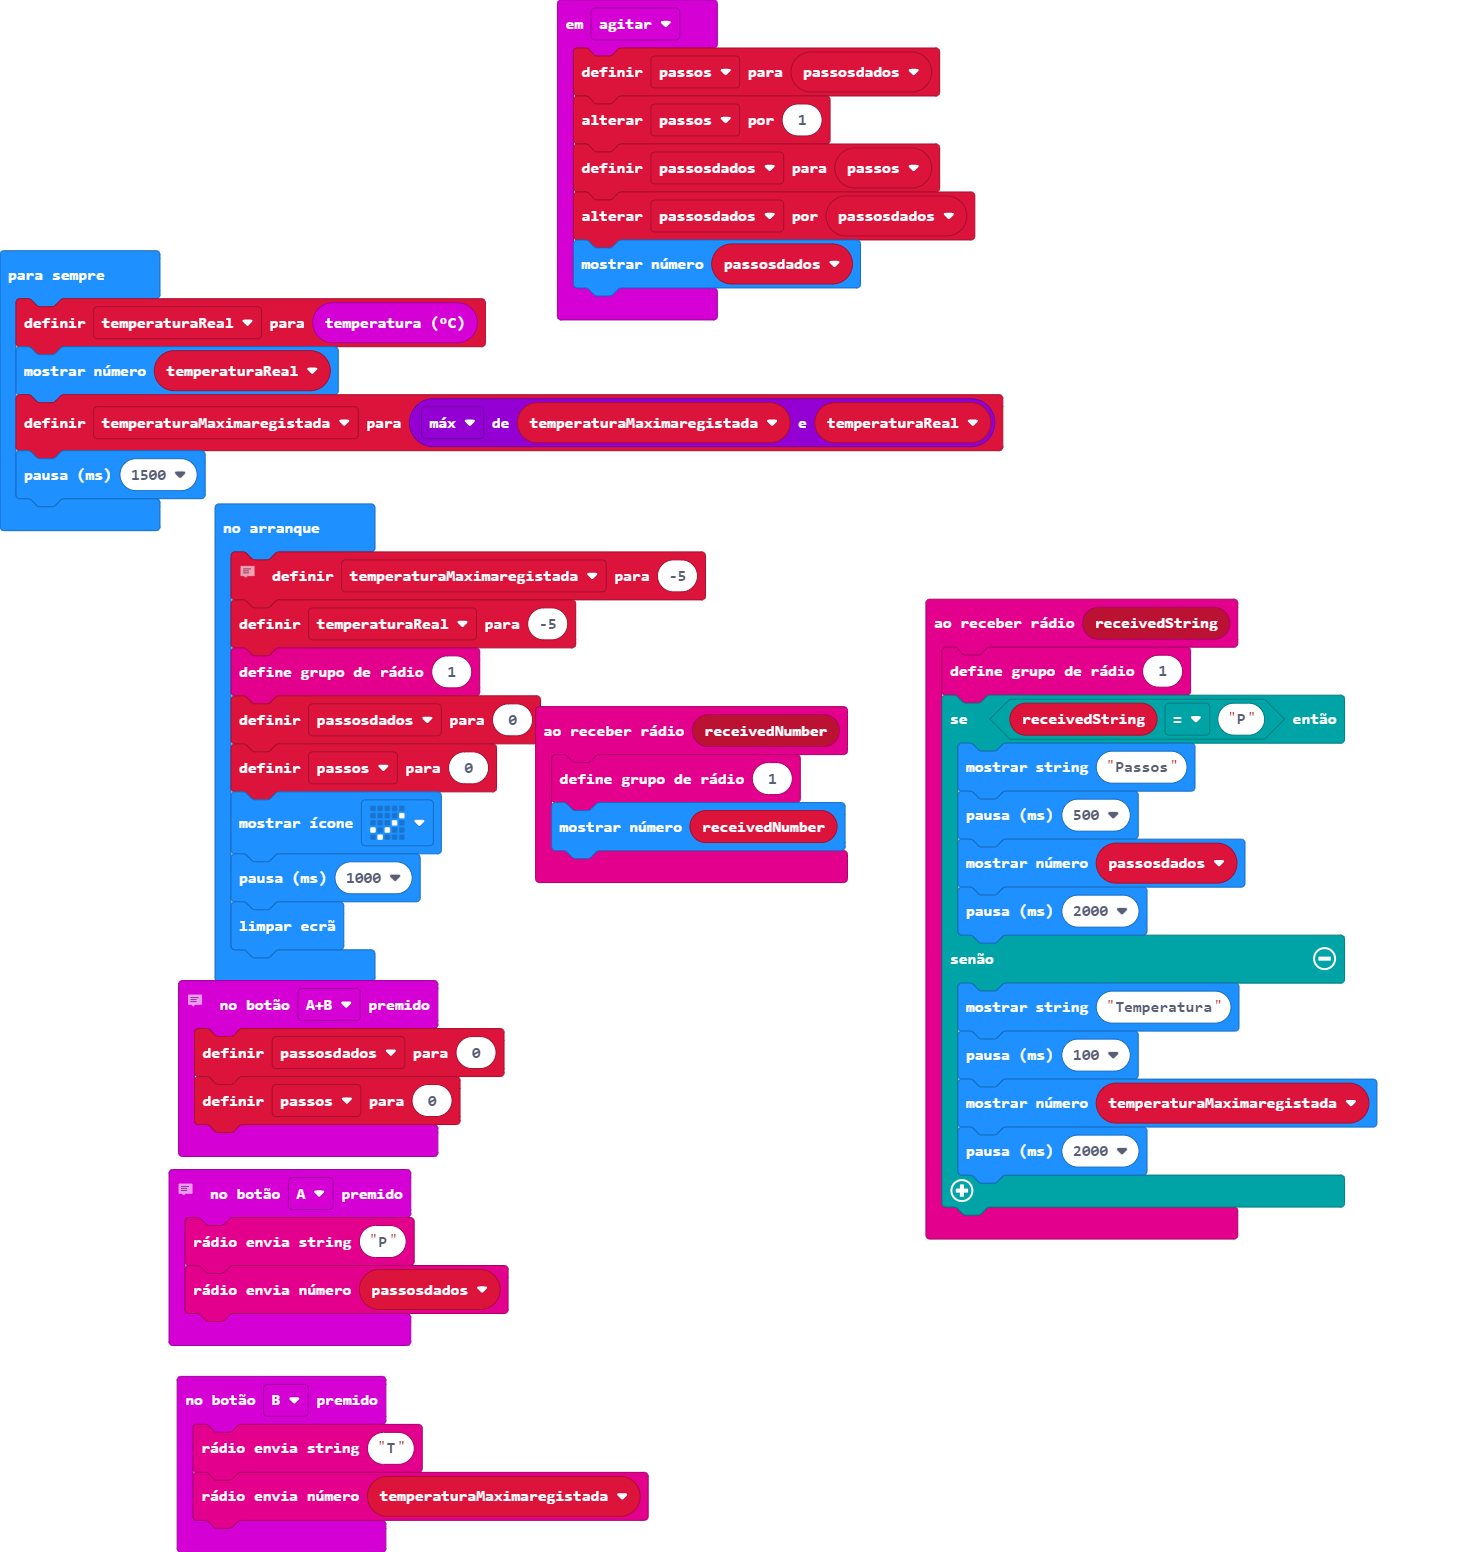 em agitar
definir passos para passosdados
alterar passos por 1
definir passosdados para passos
alterar passosdados por passosdados
mostrar número passosdados
para sempre
definir temperaturaReal para temperatura (ºC)
mostrar número temperaturaReal
definir temperaturaMaximaregistada para máx de temperaturaMaximaregistada e temperaturaReal
pausa (ms) 1500
no arranque
definir temperaturaMaximaregistada para -5
definir temperaturaReal para -5
define grupo de rádio 1
definir passosdados para 0
definir passos para 0
mostrar ícone
pausa (ms) 1000
limpar ecrã
ao receber rádio receivedNumber
define grupo de rádio 1
mostrar número receivedNumber
ao receber rádio receivedString
define grupo de rádio 1
se receivedString = "P" então
mostrar string "Passos"
pausa (ms) 500
mostrar número passosdados
pausa (ms) 2000
senão
mostrar string "Temperatura"
pausa (ms) 100
mostrar número temperaturaMaximaregistada
pausa (ms) 2000
no botão A+B premido
definir passosdados para 0
definir passos para 0
no botão A premido
rádio envia string "P"
rádio envia número passosdados
no botão B premido
rádio envia string "T"
rádio envia número temperaturaMaximaregistada